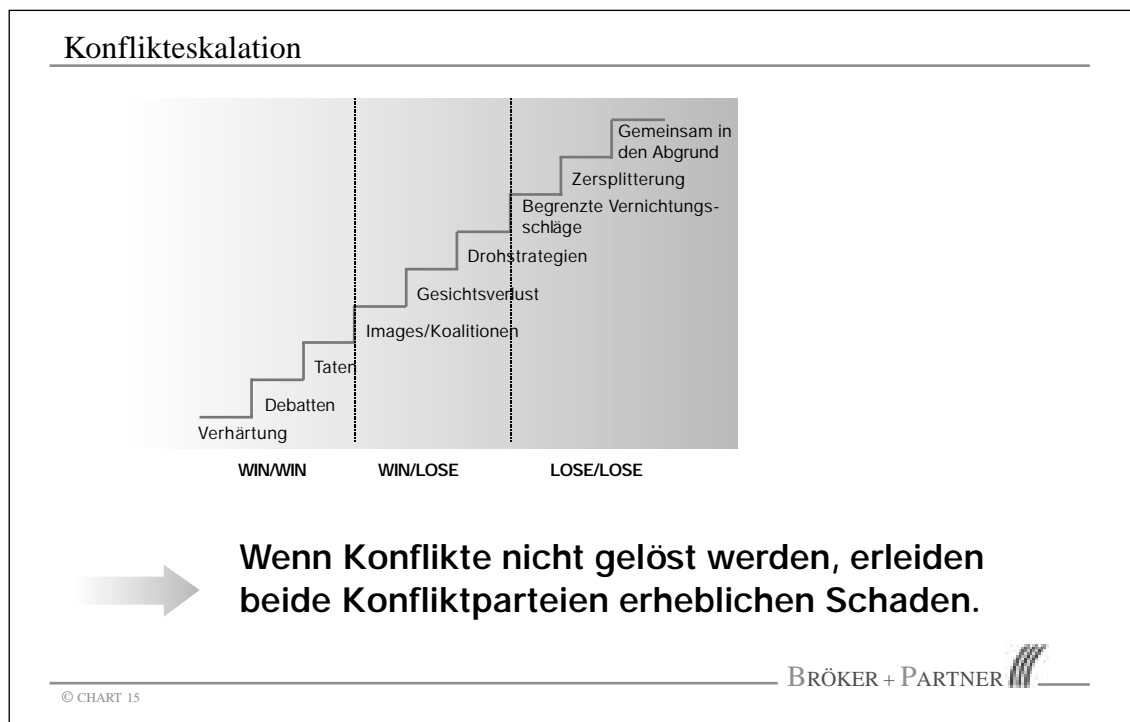 Konflikteskalation
Gemeinsam in
den Abgrund
Zersplitterung
Begrenzte Vernichtungs-
schläge
Drohstrategien
Gesichtsverlust
Images/Koalitionen
Taten
Debatten
Verhärtung
WIN/WIN WIN/LOSE LOSE/LOSE
Wenn Konflikte nicht gelöst werden, erleiden
beide Konfliktparteien erheblichen Schaden.
BRÖKER + PARTNER
© CHART 15